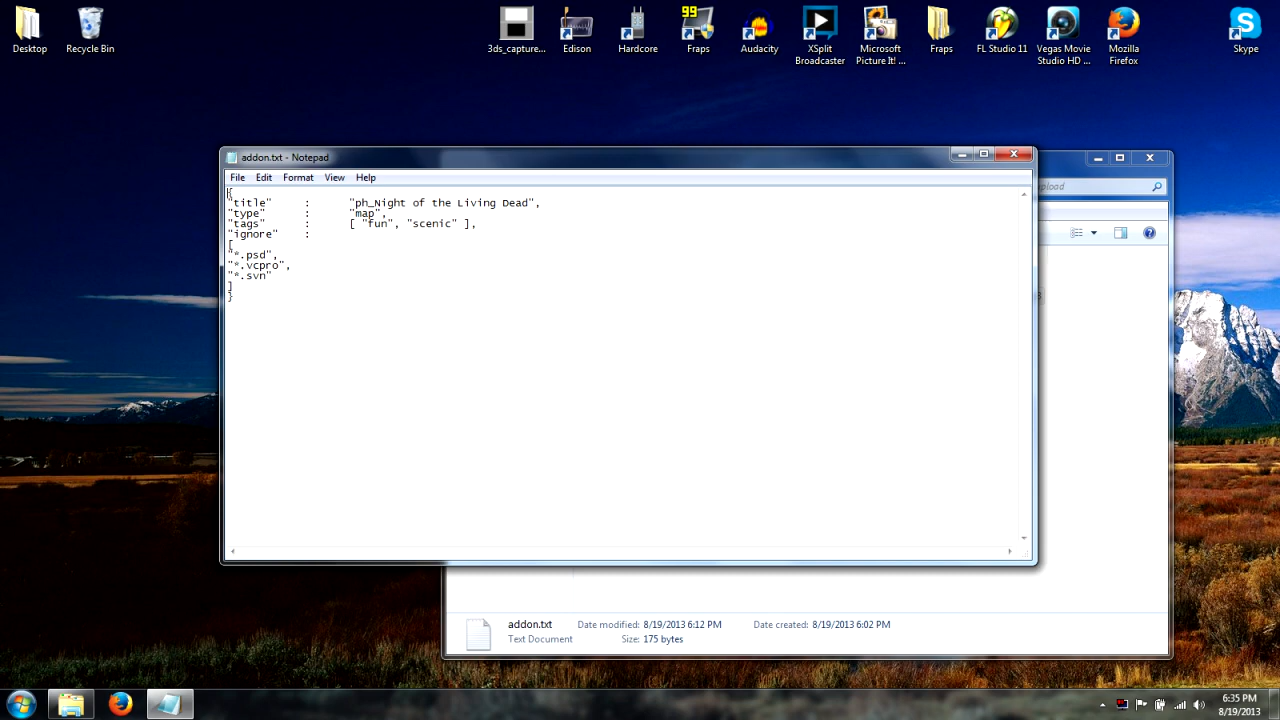 Desktop
Recycle Bin
3ds_capture...
Edison
Hardcore
99
Fraps
Audacity
XSplit
Broadcaster
Microsoft
Picture It! ...
Fraps
FL Studio 11
Vegas Movie
Studio HD ...
Mozilla
Firefox
Skype
addon.txt - Notepad
File Edit Format View Help
upload
{
"title" : "ph_Night of the Living Dead",
"type" : "map",
"tags" : [ "fun", "scenic" ],
"ignore" :
[
"*.psd",
"*.vcpro",
"*.svn"
]
}
addon.txt Date modified: 8/19/2013 6:12 PM Date created: 8/19/2013 6:02 PM
Text Document Size: 175 bytes
6:35 PM
8/19/2013